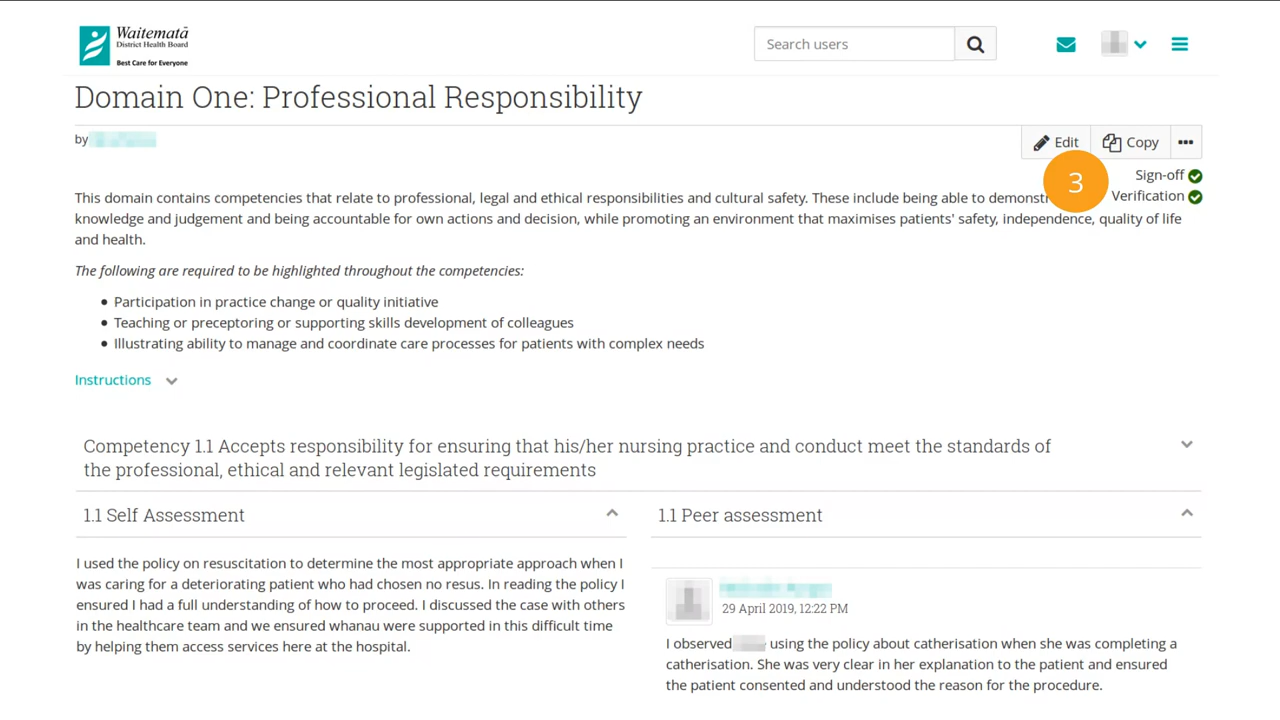 Waitematā
District Health Board
Best Care for Everyone
Search users
Domain One: Professional Responsibility
by
Edit
Copy
3
Sign-off
Verification
This domain contains competencies that relate to professional, legal and ethical responsibilities and cultural safety. These include being able to
knowledge and judgement and being accountable for own actions and decision, while promoting an environment that maximises patients' safety, independence, quality of life
and health.
The following are required to be highlighted throughout the competencies:
• Participation in practice change or quality initiative
• Teaching or preceptoring or supporting skills development of colleagues
• Illustrating ability to manage and coordinate care processes for patients with complex needs
Instructions
Competency 1.1 Accepts responsibility for ensuring that his/her nursing practice and conduct meet the standards of
the professional, ethical and relevant legislated requirements
1.1 Self Assessment
I used the policy on resuscitation to determine the most appropriate approach when I
was caring for a deteriorating patient who had chosen no resus. In reading the policy I
ensured I had a full understanding of how to proceed. I discussed the case with others
in the healthcare team and we ensured whanau were supported in this difficult time
by helping them access services here at the hospital.
1.1 Peer assessment
29 April 2019, 12:22 PM
I observed using the policy about catherisation when she was completing a
catherisation. She was very clear in her explanation to the patient and ensured
the patient consented and understood the reason for the procedure.